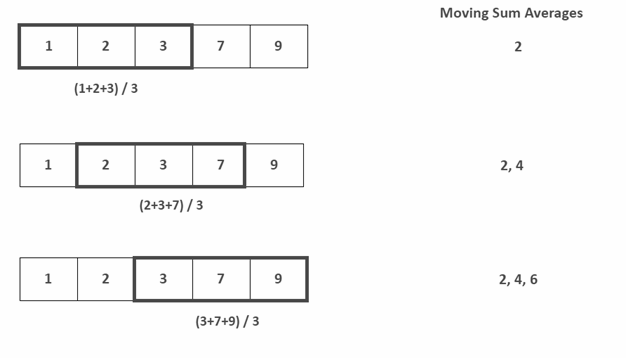 Moving Sum Averages
1 2 3 7 9 2
(1+2+3) / 3
1 2 3 7 9 2, 4
(2+3+7) / 3
1 2 3 7 9 2, 4, 6
(3+7+9) / 3